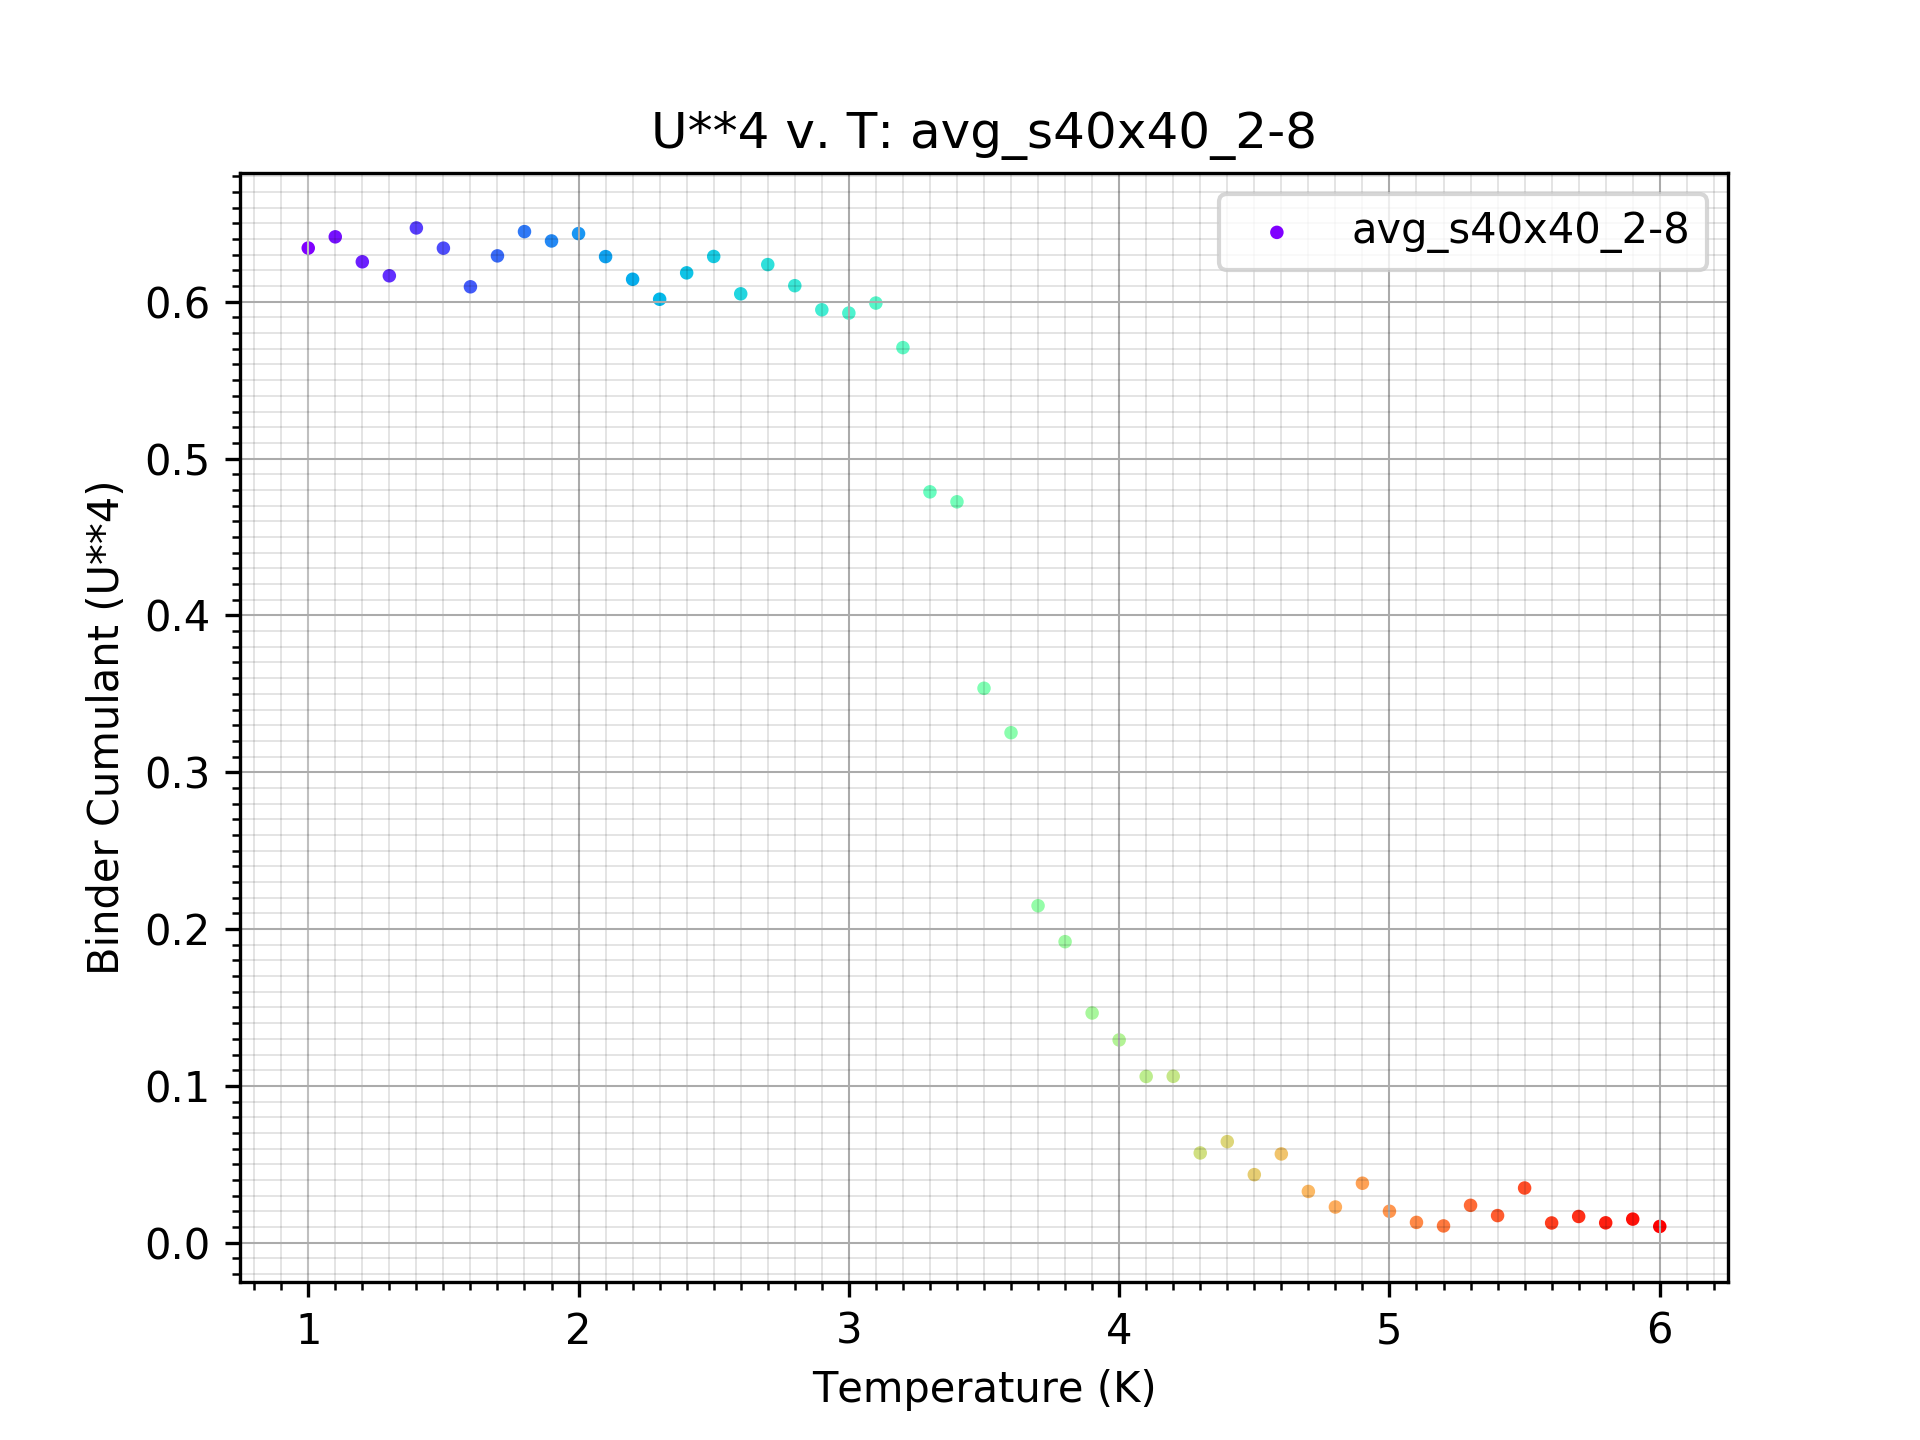 U**4 v. T: avg_s40x40_2-8
avg_s40x40_2-8
Binder Cumulant (U**4)
0.6
0.5
0.4
0.3
0.2
0.1
0.0
1 2 3 4 5 6
Temperature (K)